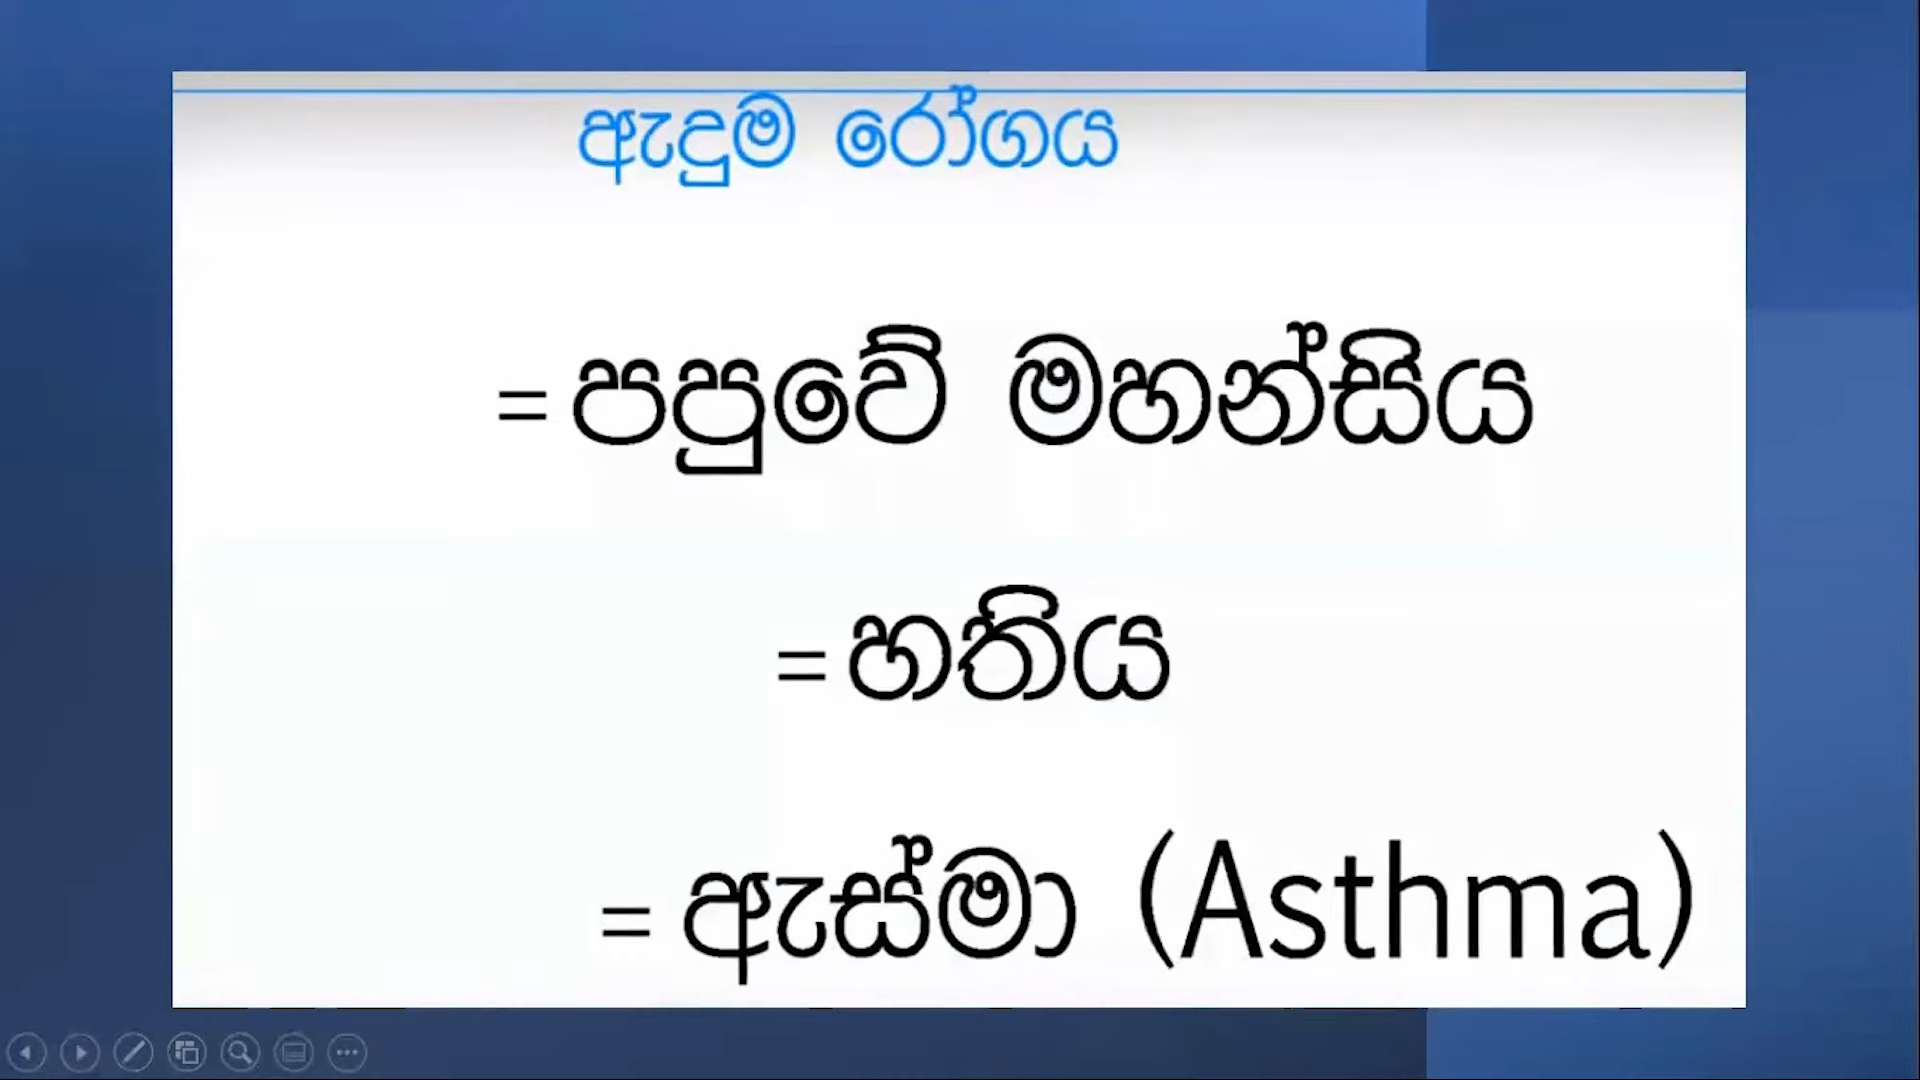 ඇදුම රෝගය
= පපුවේ මහන්සිය
= හතිය
= ඇස්මා (Asthma)